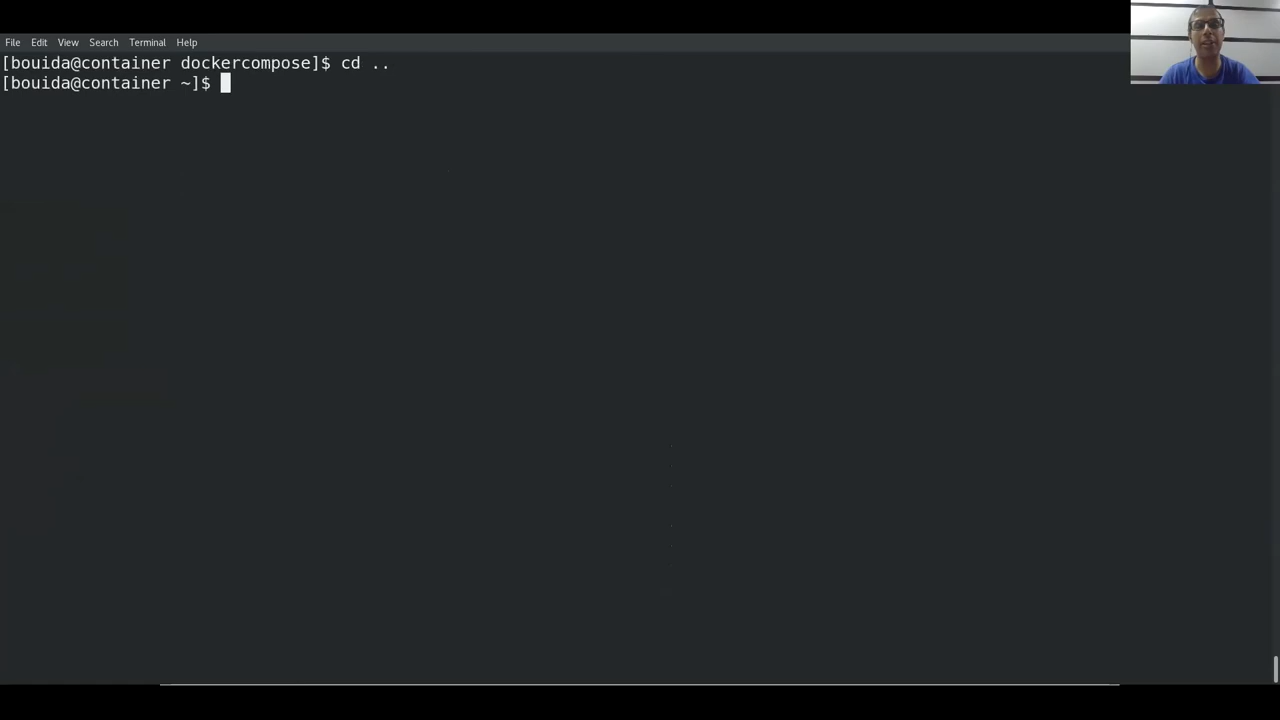 File Edit View Search Terminal Help
[bouida@container dockercompose]$ cd ..
[bouida@container ~]$